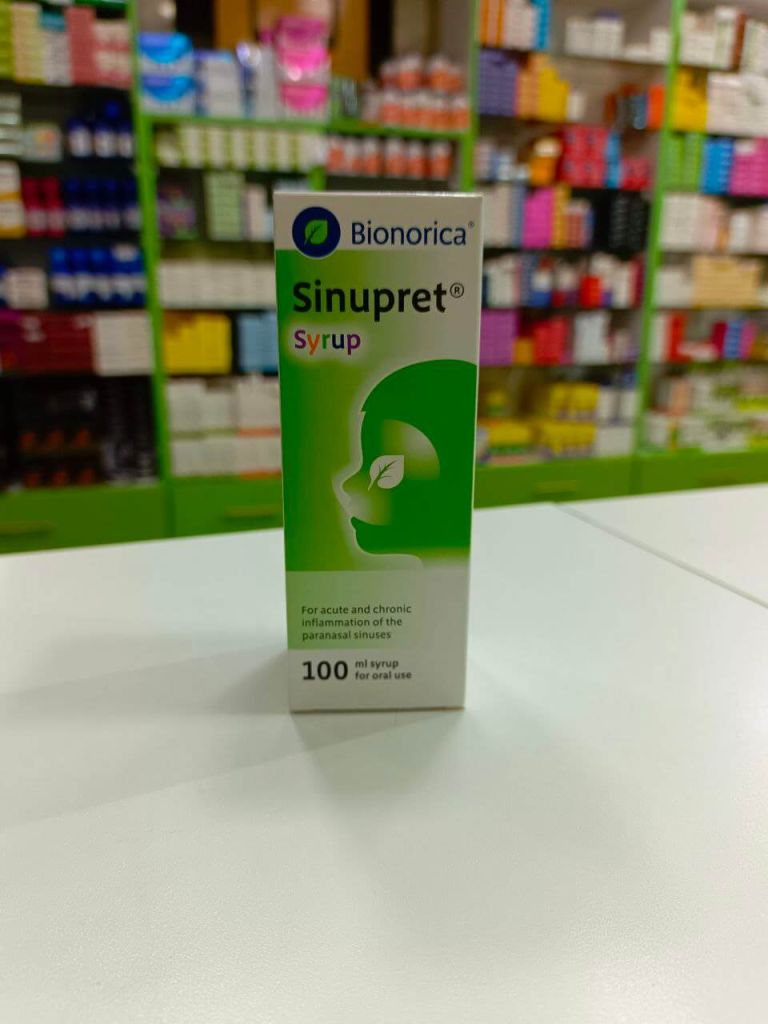 Bionorica®
Sinupret®
Syrup
For acute and chronic
inflammation of the
paranasal sinuses
100 ml syrup
for oral use